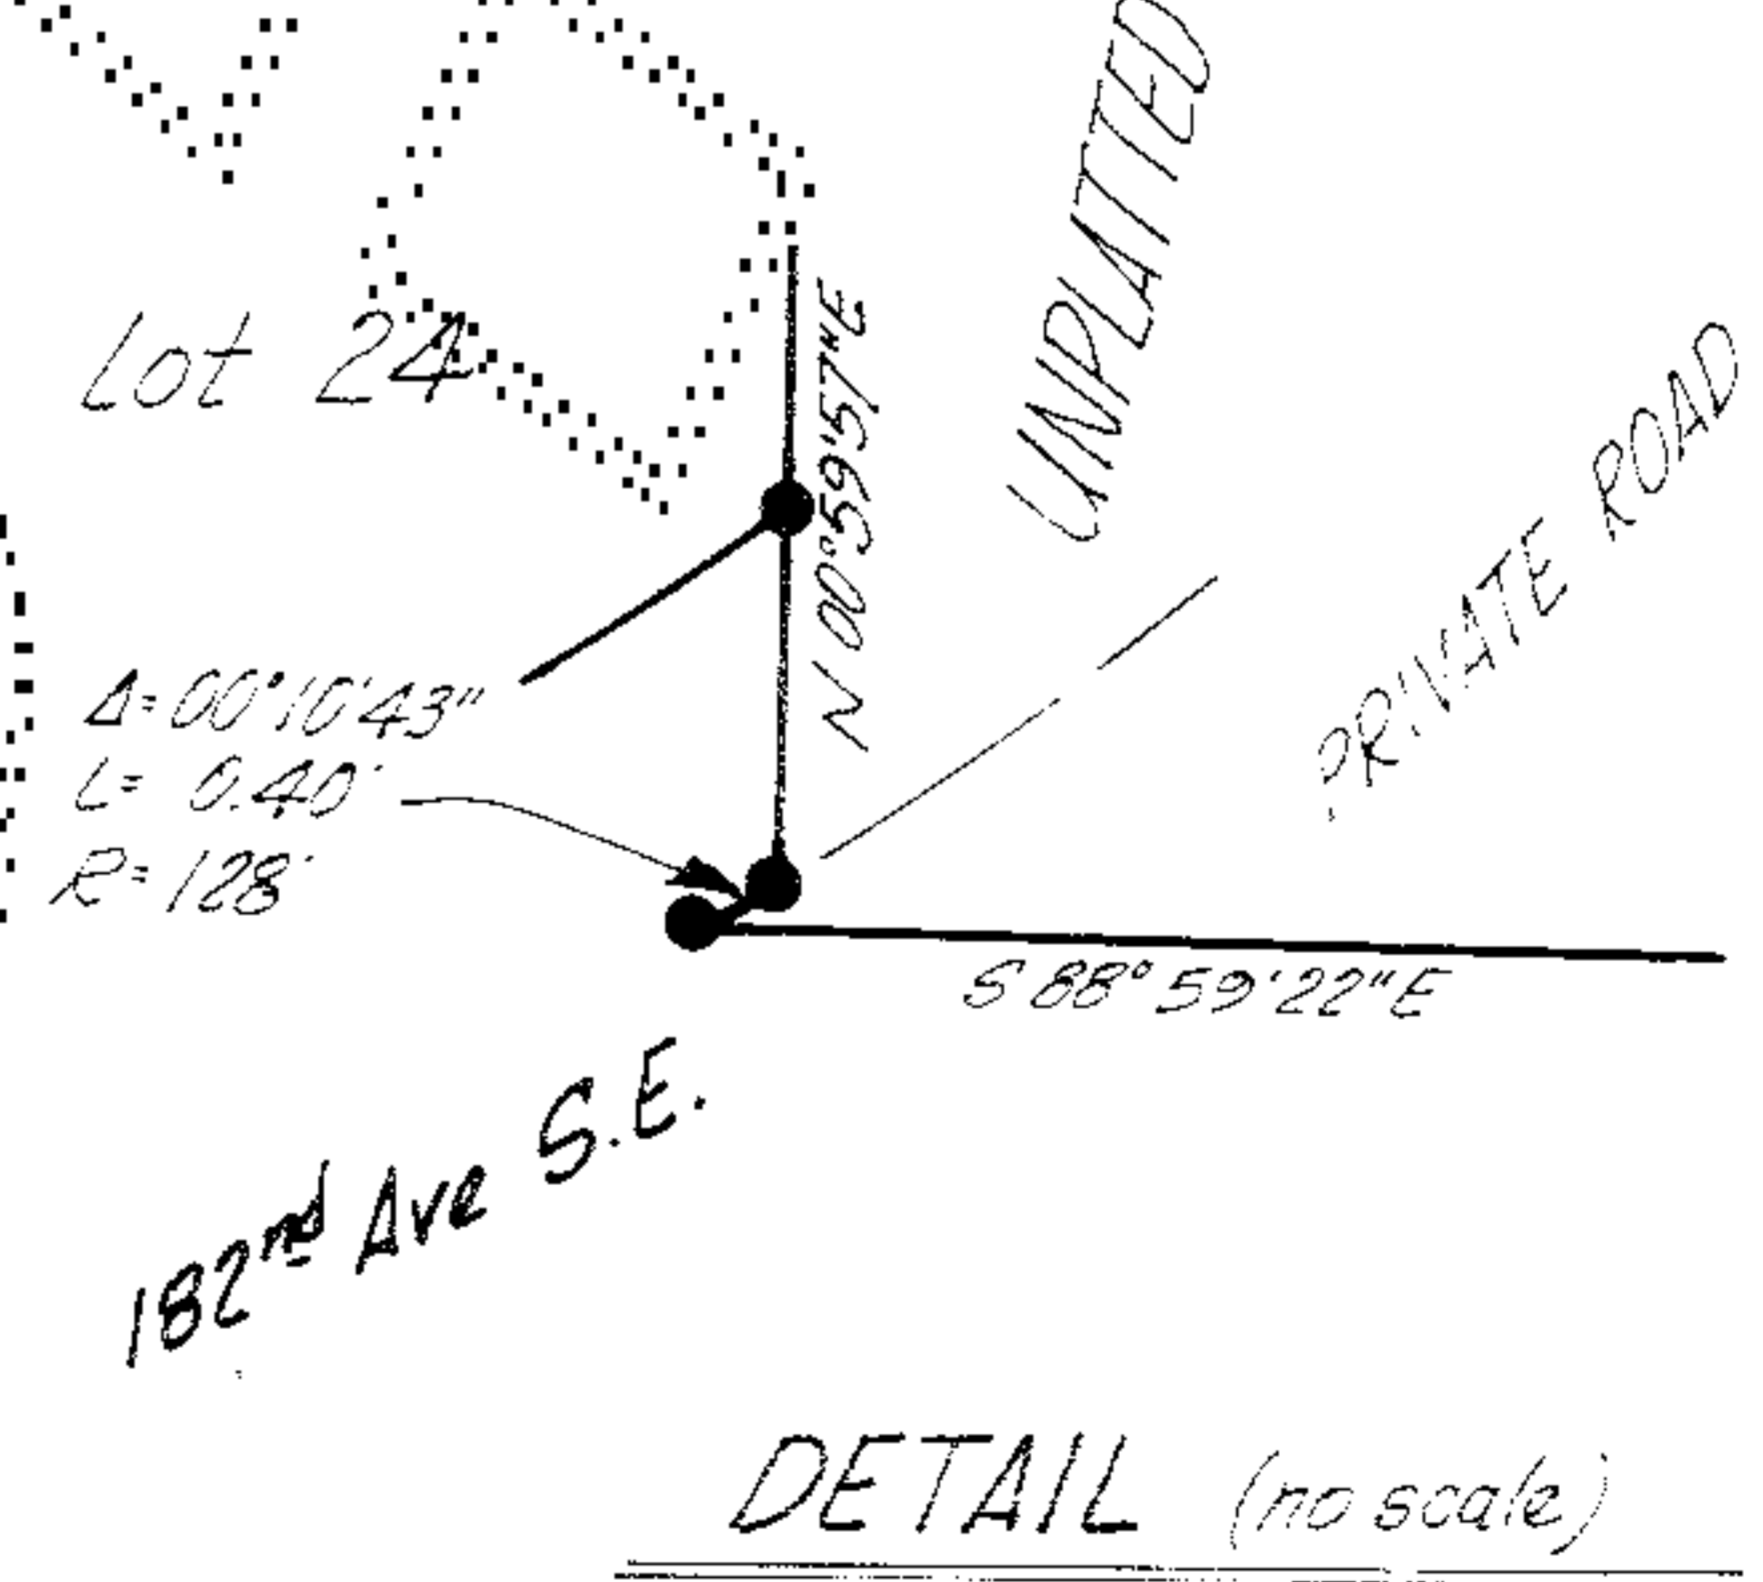 UNPLATTED
Lot 24
N 00°59'57"E
PRIVATE ROAD
Δ=00°10'43"
L= 0.40'
R=128'
S 88°59'22"E
182nd Ave S.E.
DETAIL (no scale)